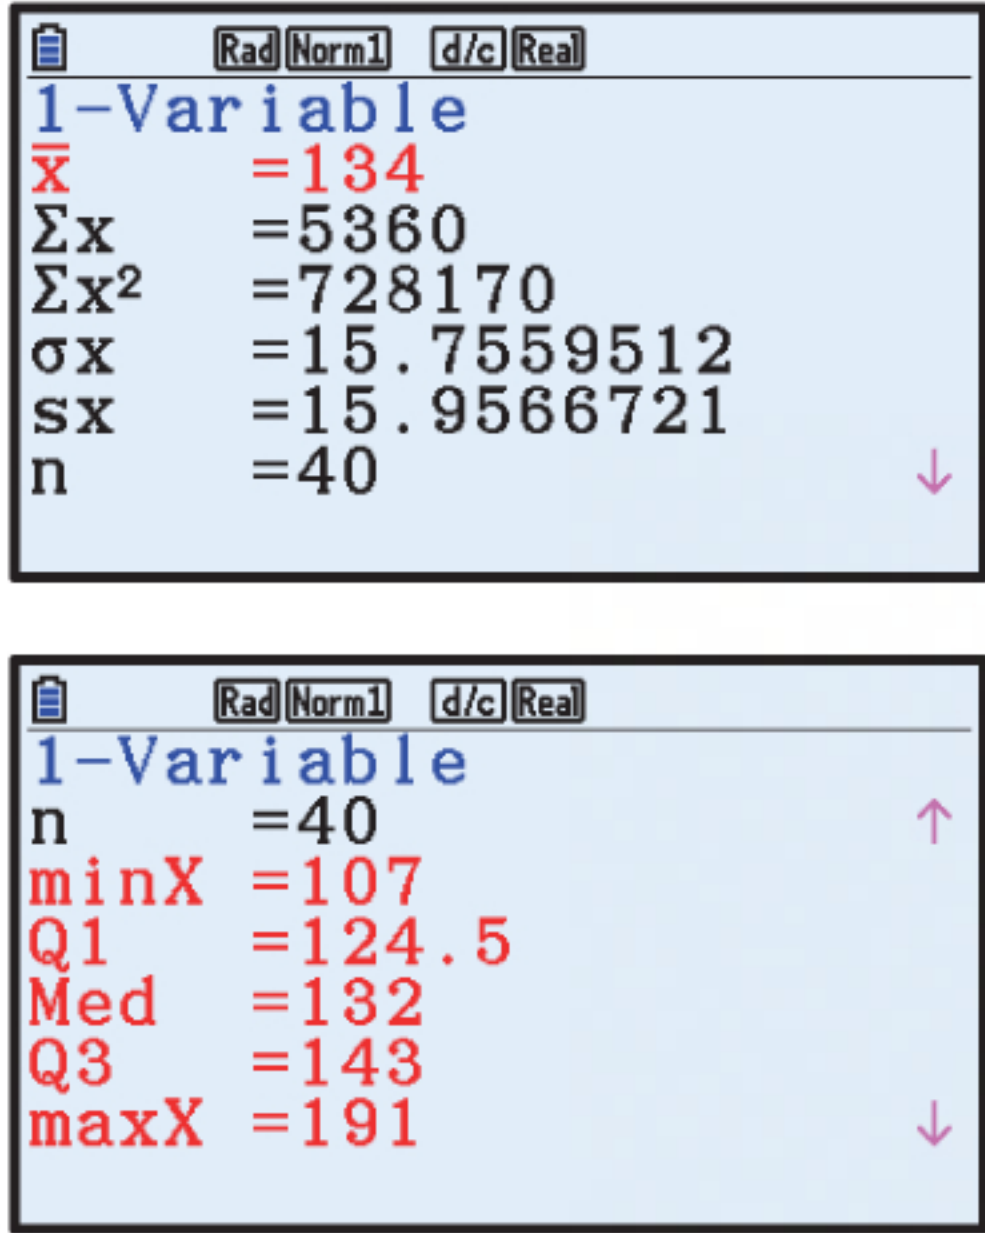 Rad Norm1 d/c Real
1-Variable
x̄ =134
Σx =5360
Σx² =728170
σx =15.7559512
sx =15.9566721
n =40 ↓
Rad Norm1 d/c Real
1-Variable
n =40 ↑
minX =107
Q1 =124.5
Med =132
Q3 =143
maxX =191 ↓